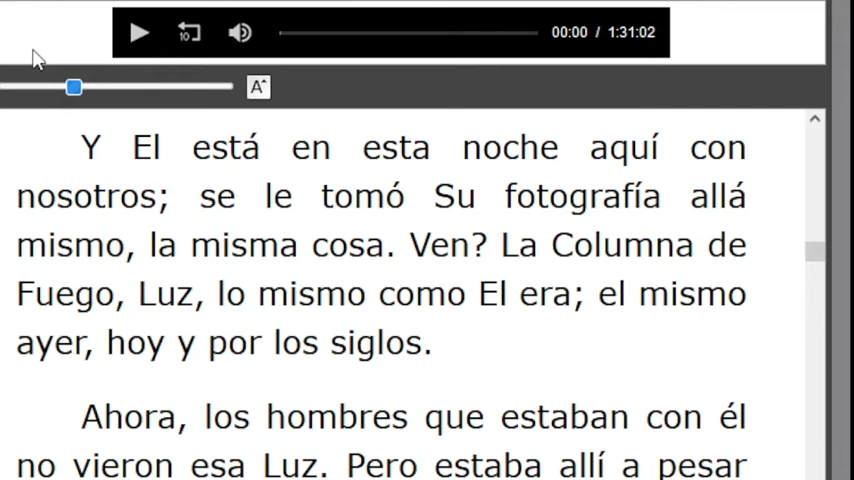 10
00:00 / 1:31:02
A
Y El está en esta noche aquí con
nosotros; se le tomó Su fotografía allá
mismo, la misma cosa. Ven? La Columna de
Fuego, Luz, lo mismo como El era; el mismo
ayer, hoy y por los siglos.
Ahora, los hombres que estaban con él
no vieron esa Luz. Pero estaba allí a pesar